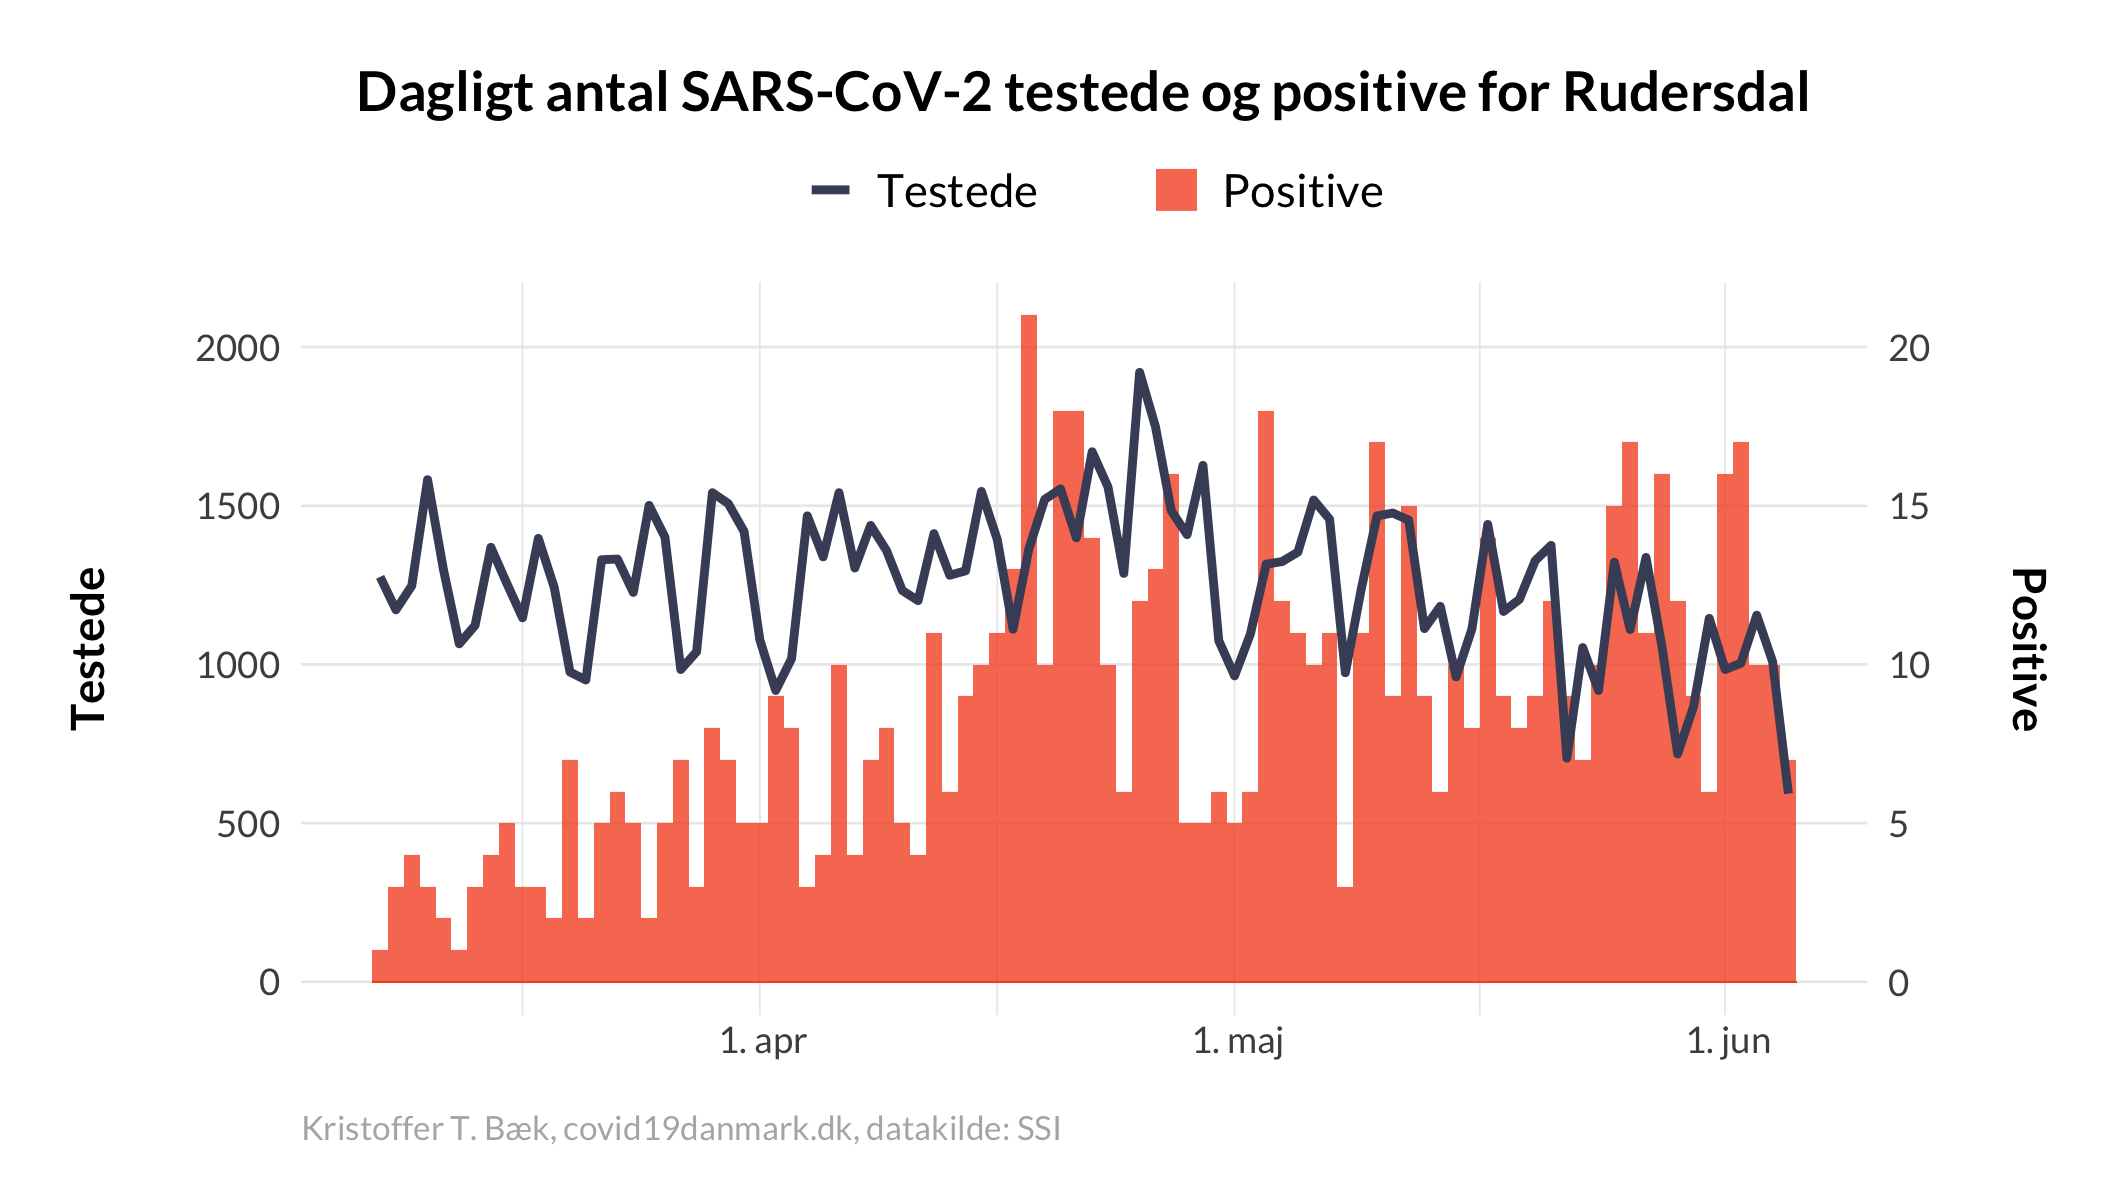 Dagligt antal SARS-CoV-2 testede og positive for Rudersdal
Testede
Positive
2000
1500
1000
500
0
Testede
20
15
10
5
0
Positive
1. apr
1. maj
1. jun
Kristoffer T. Bæk, covid19danmark.dk, datakilde: SSI